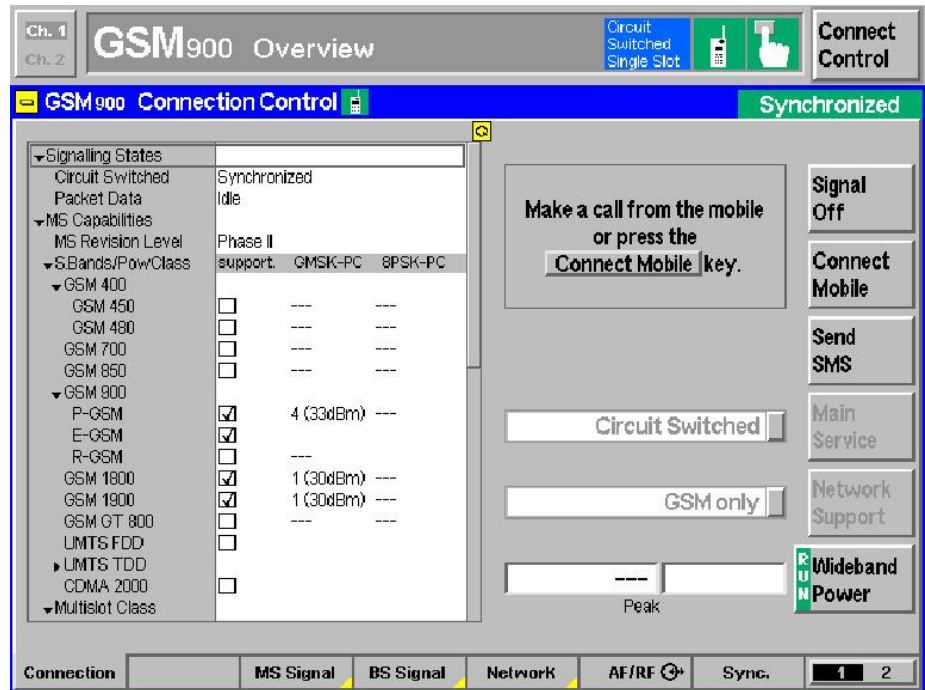 Ch. 1
Ch. 2
GSM900 Overview
Circuit
Switched
Single Slot
Connect
Control
GSM900 Connection Control
Synchronized
Signalling States
Circuit Switched Synchronized
Packet Data Idle
MS Capabilities
MS Revision Level Phase II
S.Bands/PowClass support. GMSK-PC 8PSK-PC
GSM 400
GSM 450 --- ---
GSM 480 --- ---
GSM 700 --- ---
GSM 850 --- ---
GSM 900
P-GSM 4 (33dBm) ---
E-GSM
R-GSM ---
GSM 1800 1 (30dBm) ---
GSM 1900 1 (30dBm) ---
GSM GT 800 --- ---
UMTS FDD
UMTS TDD
CDMA 2000
Multislot Class
Make a call from the mobile
or press the
Connect Mobile key.
Circuit Switched
GSM only
---
Peak
Signal
Off
Connect
Mobile
Send
SMS
Main
Service
Network
Support
RUN
Wideband
Power
Connection MS Signal BS Signal Network AF/RF Sync. 1 2